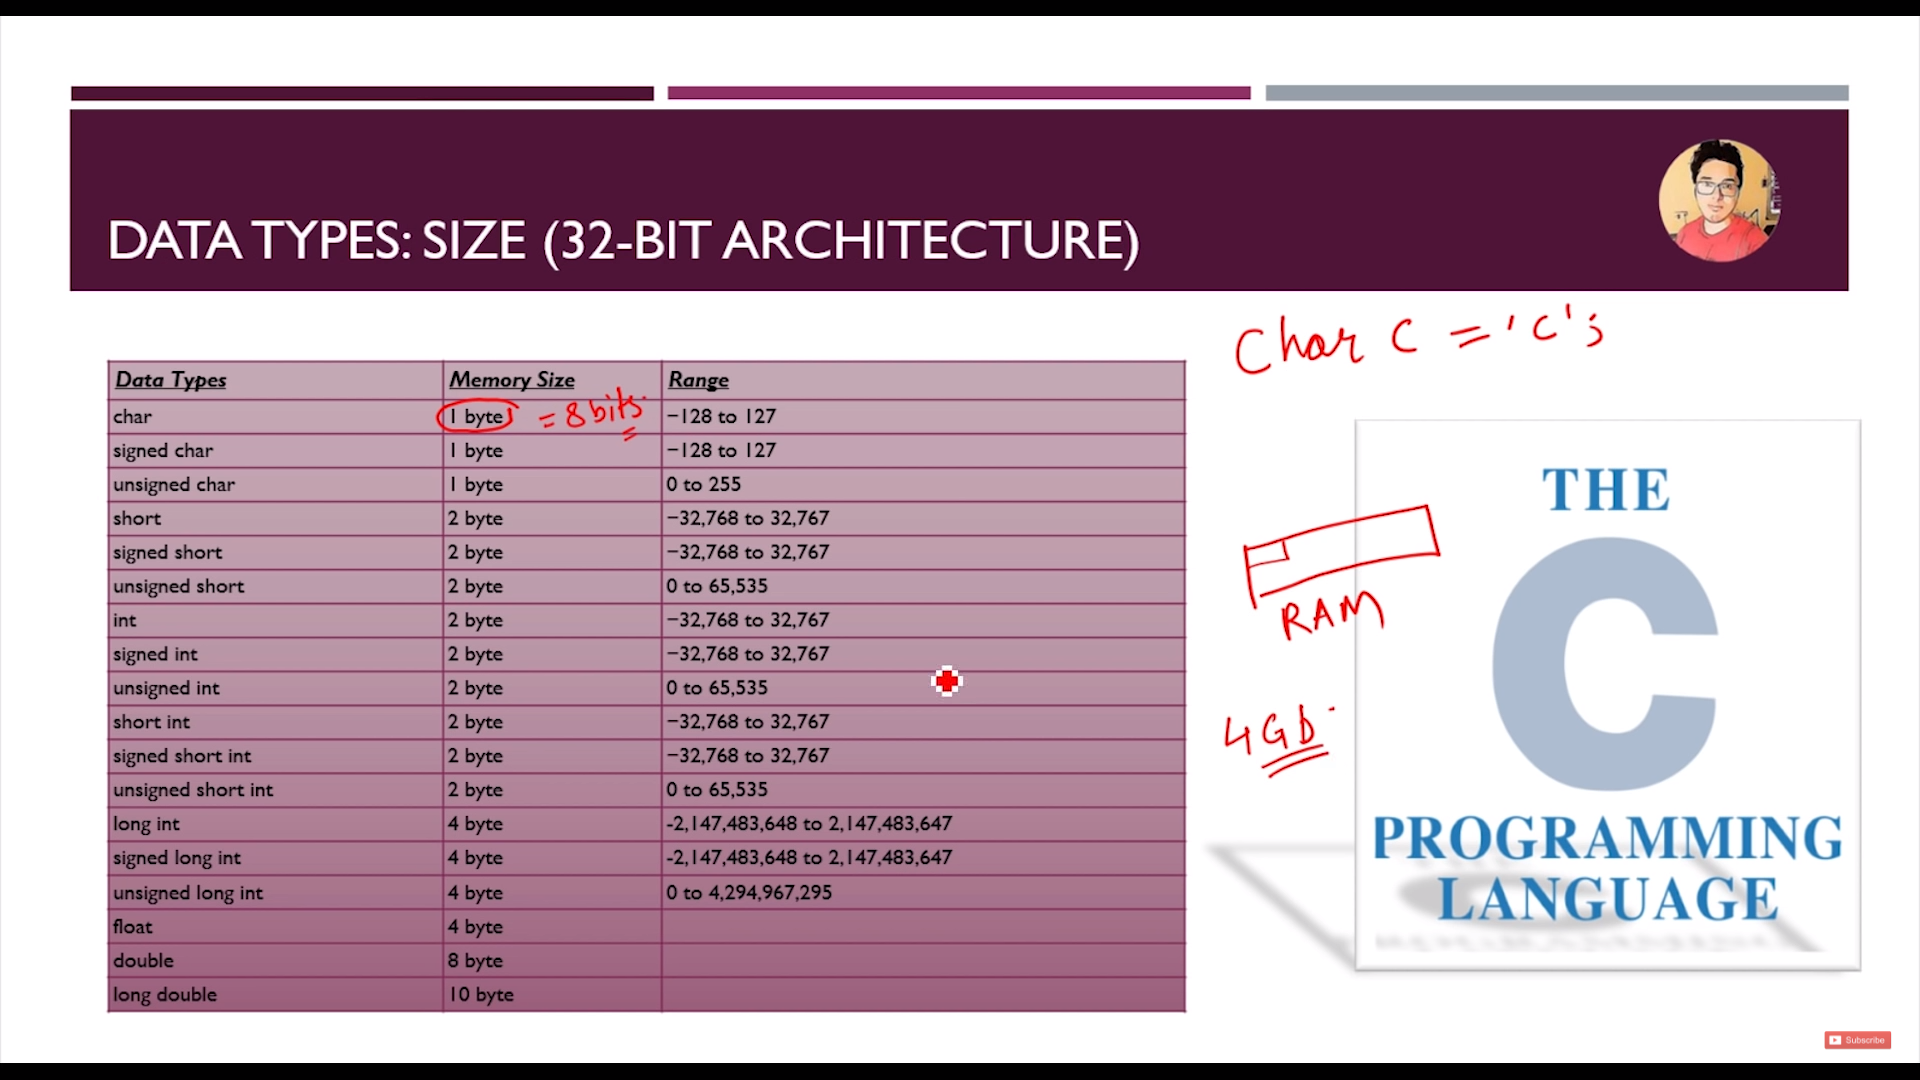 DATA TYPES: SIZE (32-BIT ARCHITECTURE)
Char C = 'C';
Data Types Memory Size Range
char 1 byte = 8 bits. −128 to 127
signed char 1 byte −128 to 127
unsigned char 1 byte 0 to 255
short 2 byte −32,768 to 32,767
signed short 2 byte −32,768 to 32,767
unsigned short 2 byte 0 to 65,535
int 2 byte −32,768 to 32,767
signed int 2 byte −32,768 to 32,767
unsigned int 2 byte 0 to 65,535
short int 2 byte −32,768 to 32,767
signed short int 2 byte −32,768 to 32,767
unsigned short int 2 byte 0 to 65,535
long int 4 byte -2,147,483,648 to 2,147,483,647
signed long int 4 byte -2,147,483,648 to 2,147,483,647
unsigned long int 4 byte 0 to 4,294,967,295
float 4 byte
double 8 byte
long double 10 byte
RAM
4Gb
THE
C
PROGRAMMING
LANGUAGE
Subscribe